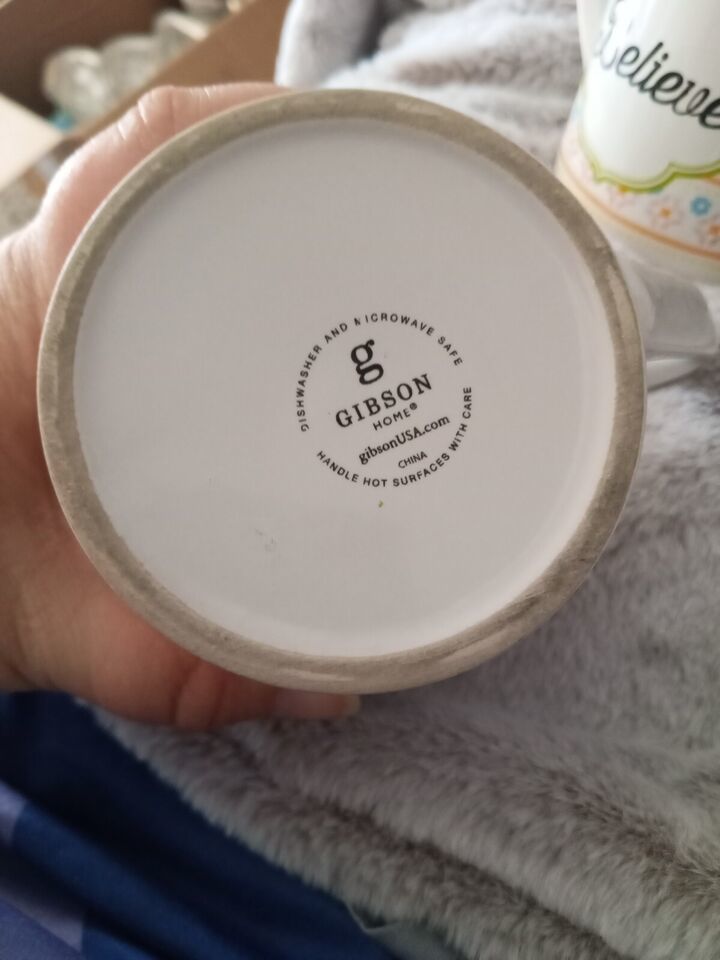 DISHWASHER AND MICROWAVE SAFE
g
GIBSON
HOME®
gibsonUSA.com
CHINA
HANDLE HOT SURFACES WITH CARE
Believe